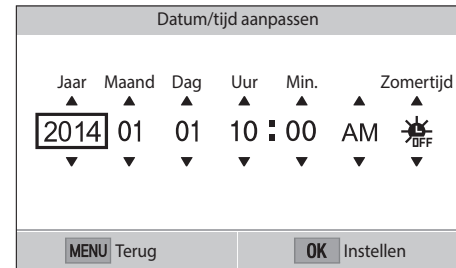 Datum/tijd aanpassen
Jaar Maand Dag Uur Min. Zomertijd
2014 01 01 10:00 AM OFF
MENU Terug OK Instellen